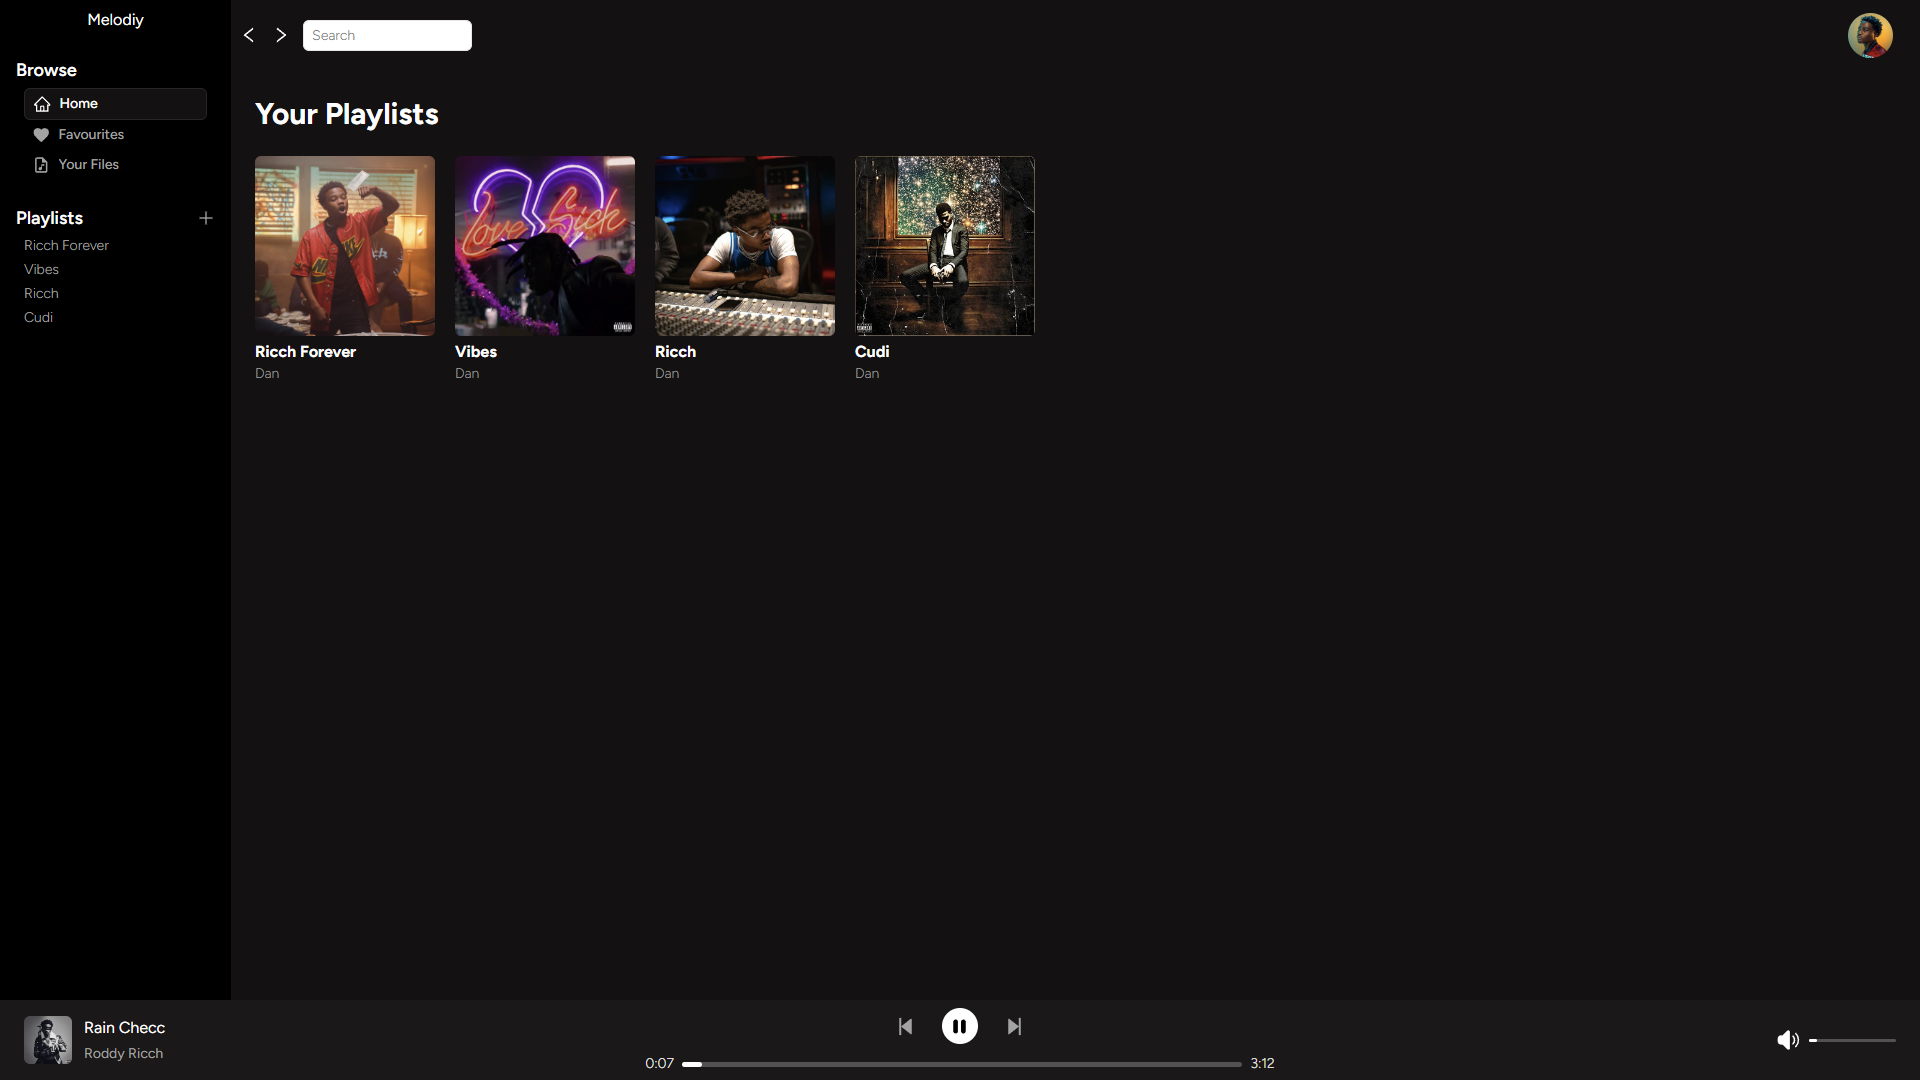 Melodiy
Search
Browse
Home
Favourites
Your Files
Playlists
Ricch Forever
Vibes
Ricch
Cudi
Your Playlists
Love Sick
Ricch Forever
Dan
Vibes
Dan
Ricch
Dan
Cudi
Dan
Rain Checc
Roddy Ricch
0:07
3:12